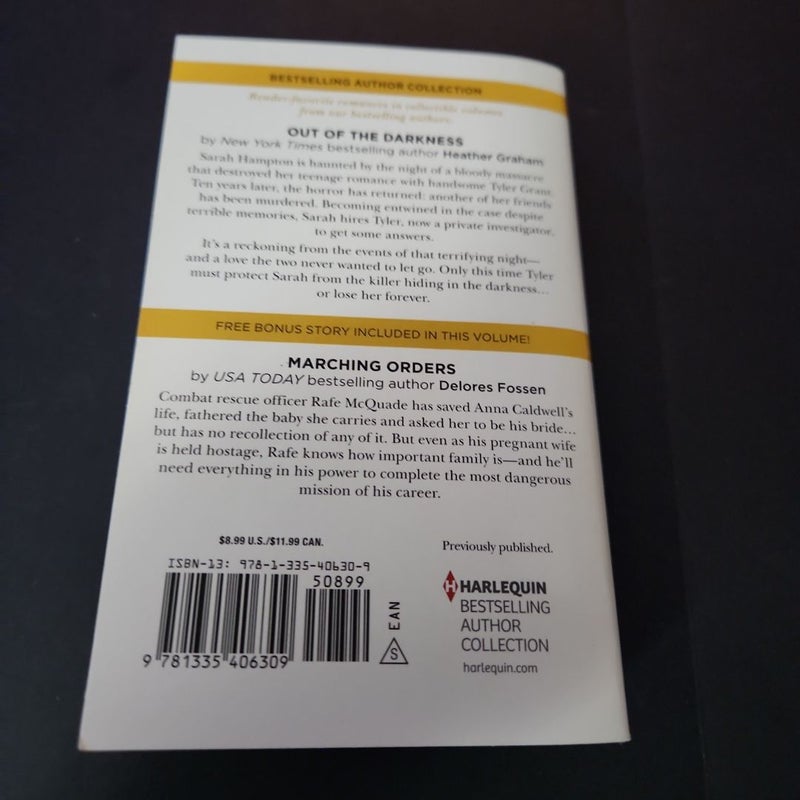 BESTSELLING AUTHOR COLLECTION
Reader-favorite romances in collectible volumes
from our bestselling authors.
OUT OF THE DARKNESS
by New York Times bestselling author Heather Graham
Sarah Hampton is haunted by the night of a bloody massacre
that destroyed her teenage romance with handsome Tyler Grant.
Ten years later, the horror has returned: another of her friends
has been murdered. Becoming entwined in the case despite
terrible memories, Sarah hires Tyler, now a private investigator,
to get some answers.
It's a reckoning from the events of that terrifying night—
and a love the two never wanted to let go. Only this time Tyler
must protect Sarah from the killer hiding in the darkness...
or lose her forever.
FREE BONUS STORY INCLUDED IN THIS VOLUME!
MARCHING ORDERS
by USA TODAY bestselling author Delores Fossen
Combat rescue officer Rafe McQuade has saved Anna Caldwell's
life, fathered the baby she carries and asked her to be his bride...
but has no recollection of any of it. But even as his pregnant wife
is held hostage, Rafe knows how important family is—and he'll
need everything in his power to complete the most dangerous
mission of his career.
$8.99 U.S./$11.99 CAN.
ISBN-13: 978-1-335-40630-9
50899
9 781335 406309
EAN
S
Previously published.
H HARLEQUIN
BESTSELLING
AUTHOR
COLLECTION
harlequin.com